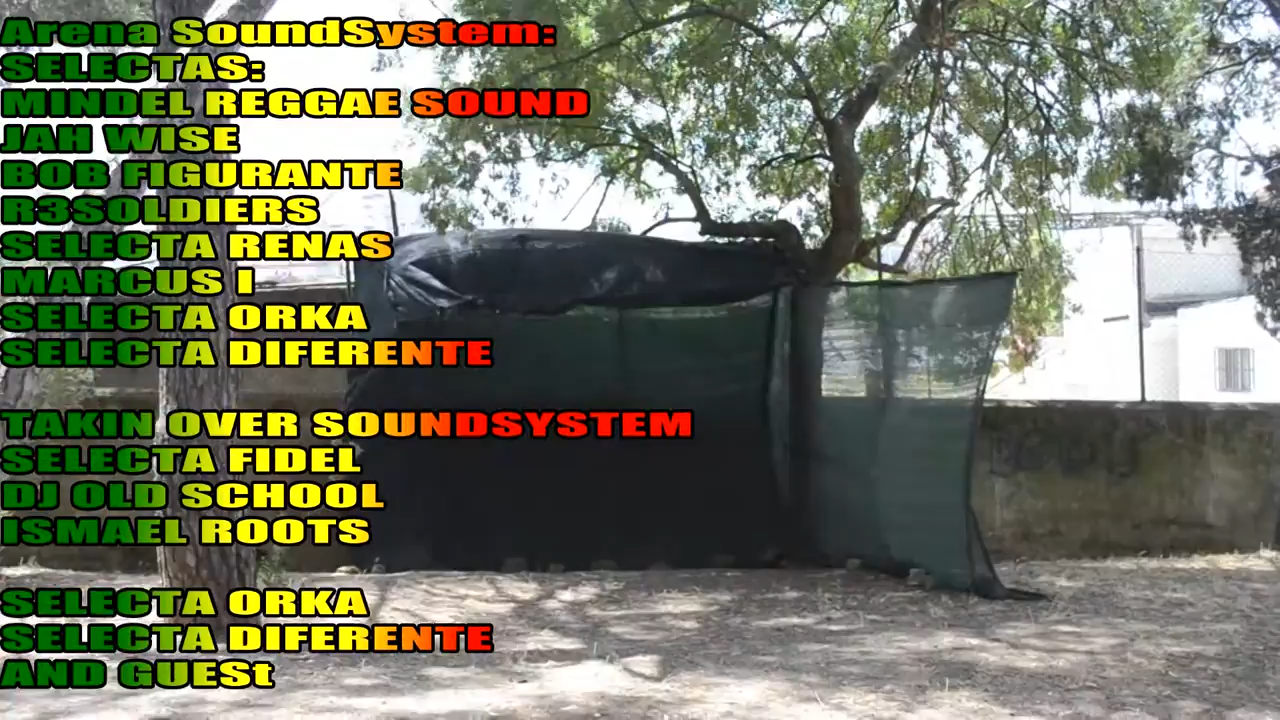 Arena SoundSystem:
SELECTAS:
MINDEL REGGAE SOUND
JAH WISE
BOB FIGURANTE
R3SOLDIERS
SELECTA RENAS
MARCUS I
SELECTA ORKA
SELECTA DIFERENTE
TAKIN OVER SOUNDSYSTEM
SELECTA FIDEL
DJ OLD SCHOOL
ISMAEL ROOTS
SELECTA ORKA
SELECTA DIFERENTE
AND GUESt